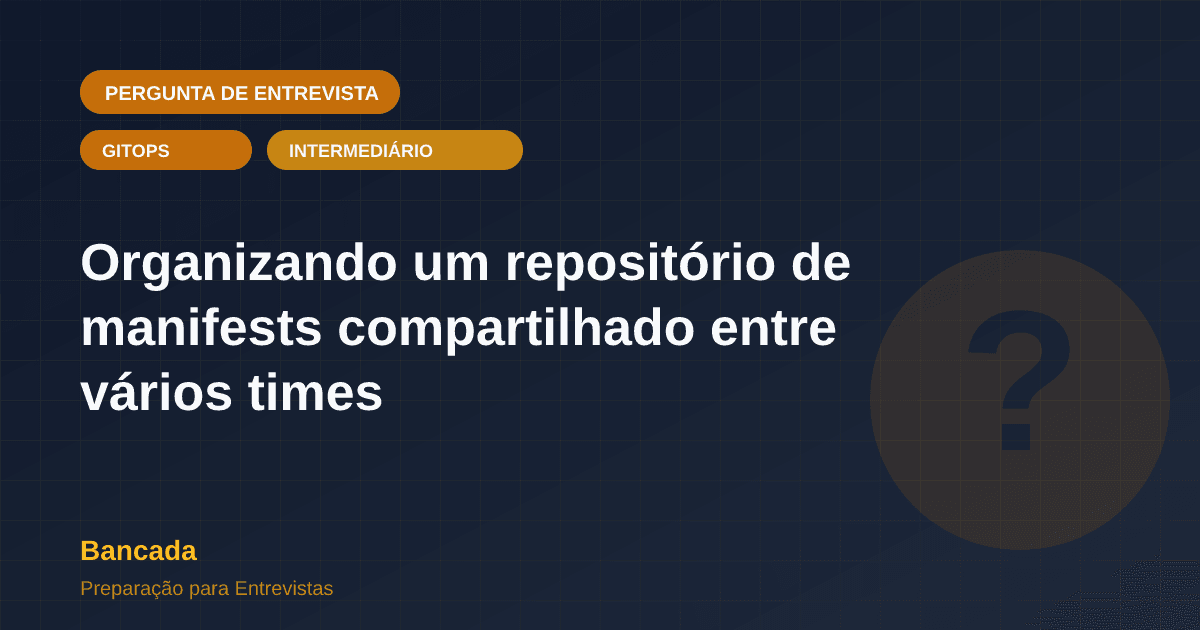 PERGUNTA DE ENTREVISTA
GITOPS
INTERMEDIÁRIO
Organizando um repositório de
manifests compartilhado entre
vários times
?
Bancada
Preparação para Entrevistas